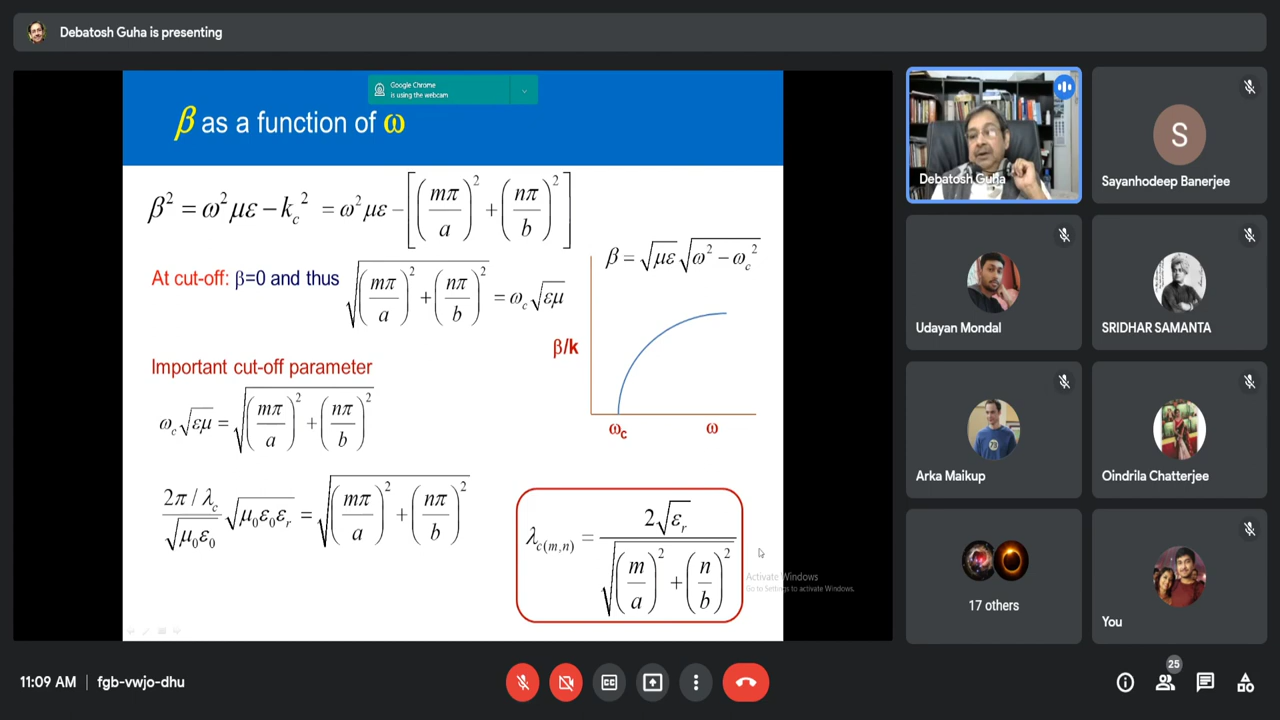 Debatosh Guha is presenting
Google Chrome
is using the webcam
β as a function of ω
β² = ω²με − k_c² = ω²με − [(mπ/a)² + (nπ/b)²]
β = √(με) √(ω² − ω_c²)
At cut-off: β=0 and thus √((mπ/a)² + (nπ/b)²) = ω_c √(εμ)
β/k
ω_c ω
Important cut-off parameter
ω_c √(εμ) = √((mπ/a)² + (nπ/b)²)
(2π / λ_c)/√(μ₀ε₀) √(μ₀ε₀ε_r) = √((mπ/a)² + (nπ/b)²)
λ_c(m,n) = 2√ε_r / √((m/a)² + (n/b)²)
Activate Windows
Go to Settings to activate Windows.
Debatosh Guha
S
Sayanhodeep Banerjee
Udayan Mondal
SRIDHAR SAMANTA
Arka Maikup
Oindrila Chatterjee
17 others
You
11:09 AM | fgb-vwjo-dhu
CC
25